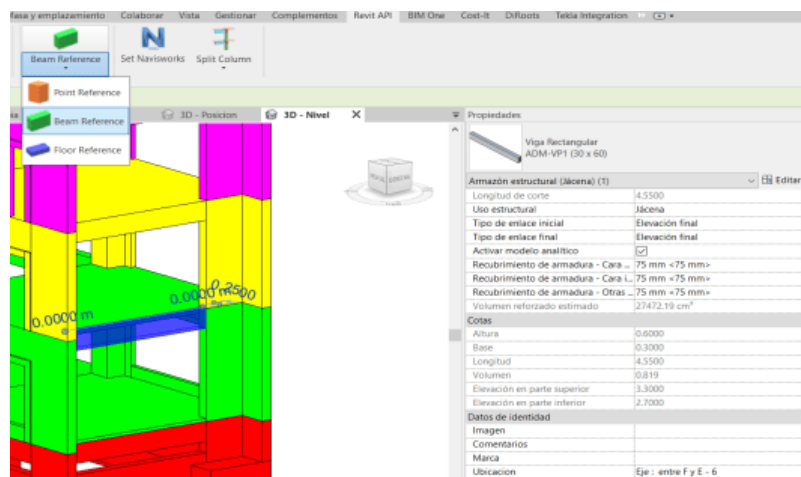 Masa y emplazamiento Colaborar Vista Gestionar Complementos Revit API BIM One Cost-It DiRoots Tekla Integration
Beam Reference Set Navisworks Split Column
Point Reference
Beam Reference
Floor Reference
3D - Posicion 3D - Nivel X
Propiedades
Viga Rectangular
ADM-VP1 (30 x 60)
Armazón estructural (Jácena) (1) Editar
Longitud de corte 4.5500
Uso estructural Jácena
Tipo de enlace inicial Elevación final
Tipo de enlace final Elevación final
Activar modelo analítico
Recubrimiento de armadura - Cara ... 75 mm <75 mm>
Recubrimiento de armadura - Cara i... 75 mm <75 mm>
Recubrimiento de armadura - Otras ... 75 mm <75 mm>
Volumen reforzado estimado 27472.19 cm³
Cotas
Altura 0.6000
Base 0.3000
Longitud 4.5500
Volumen 0.819
Elevación en parte superior 3.3000
Elevación en parte inferior 2.7000
Datos de identidad
Imagen
Comentarios
Marca
Ubicacion Eje : entre F y E - 6
0.0000 m
0.0000 m
0.2500